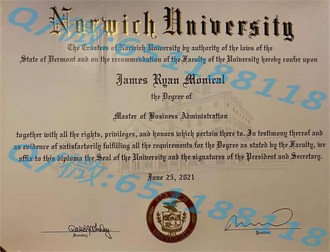 Norwich University
The Trustees of Norwich University by authority of the laws of the
State of Vermont and on the recommendation of the Faculty of the University hereby confer upon
James Ryan Monical
the Degree of
Master of Business Administration
together with all the rights, privileges, and honors which pertain there to. In testimony thereof and
as evidence of satisfactorily fulfilling all the requirements for the Degree as stated by the Faculty, we
affix to this diploma the Seal of the University and the signatures of the President and Secretary.
June 25, 2021
Secretary
President